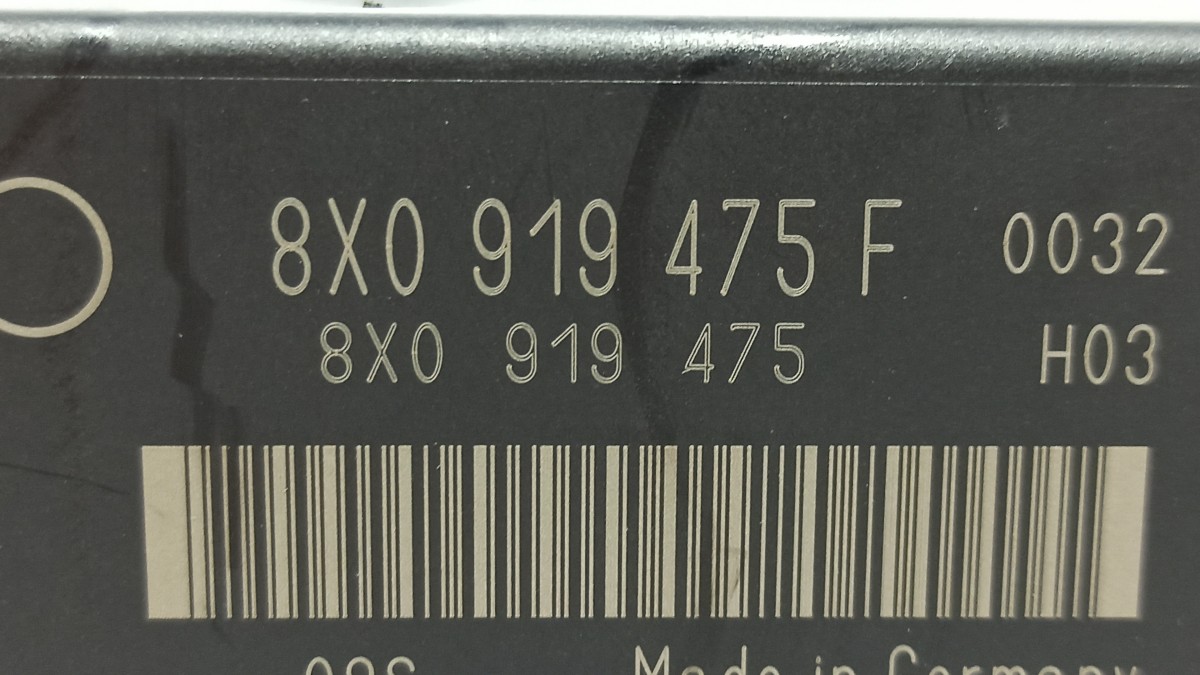 8X0 919 475 F 0032
8X0 919 475 H03
Made in Germany